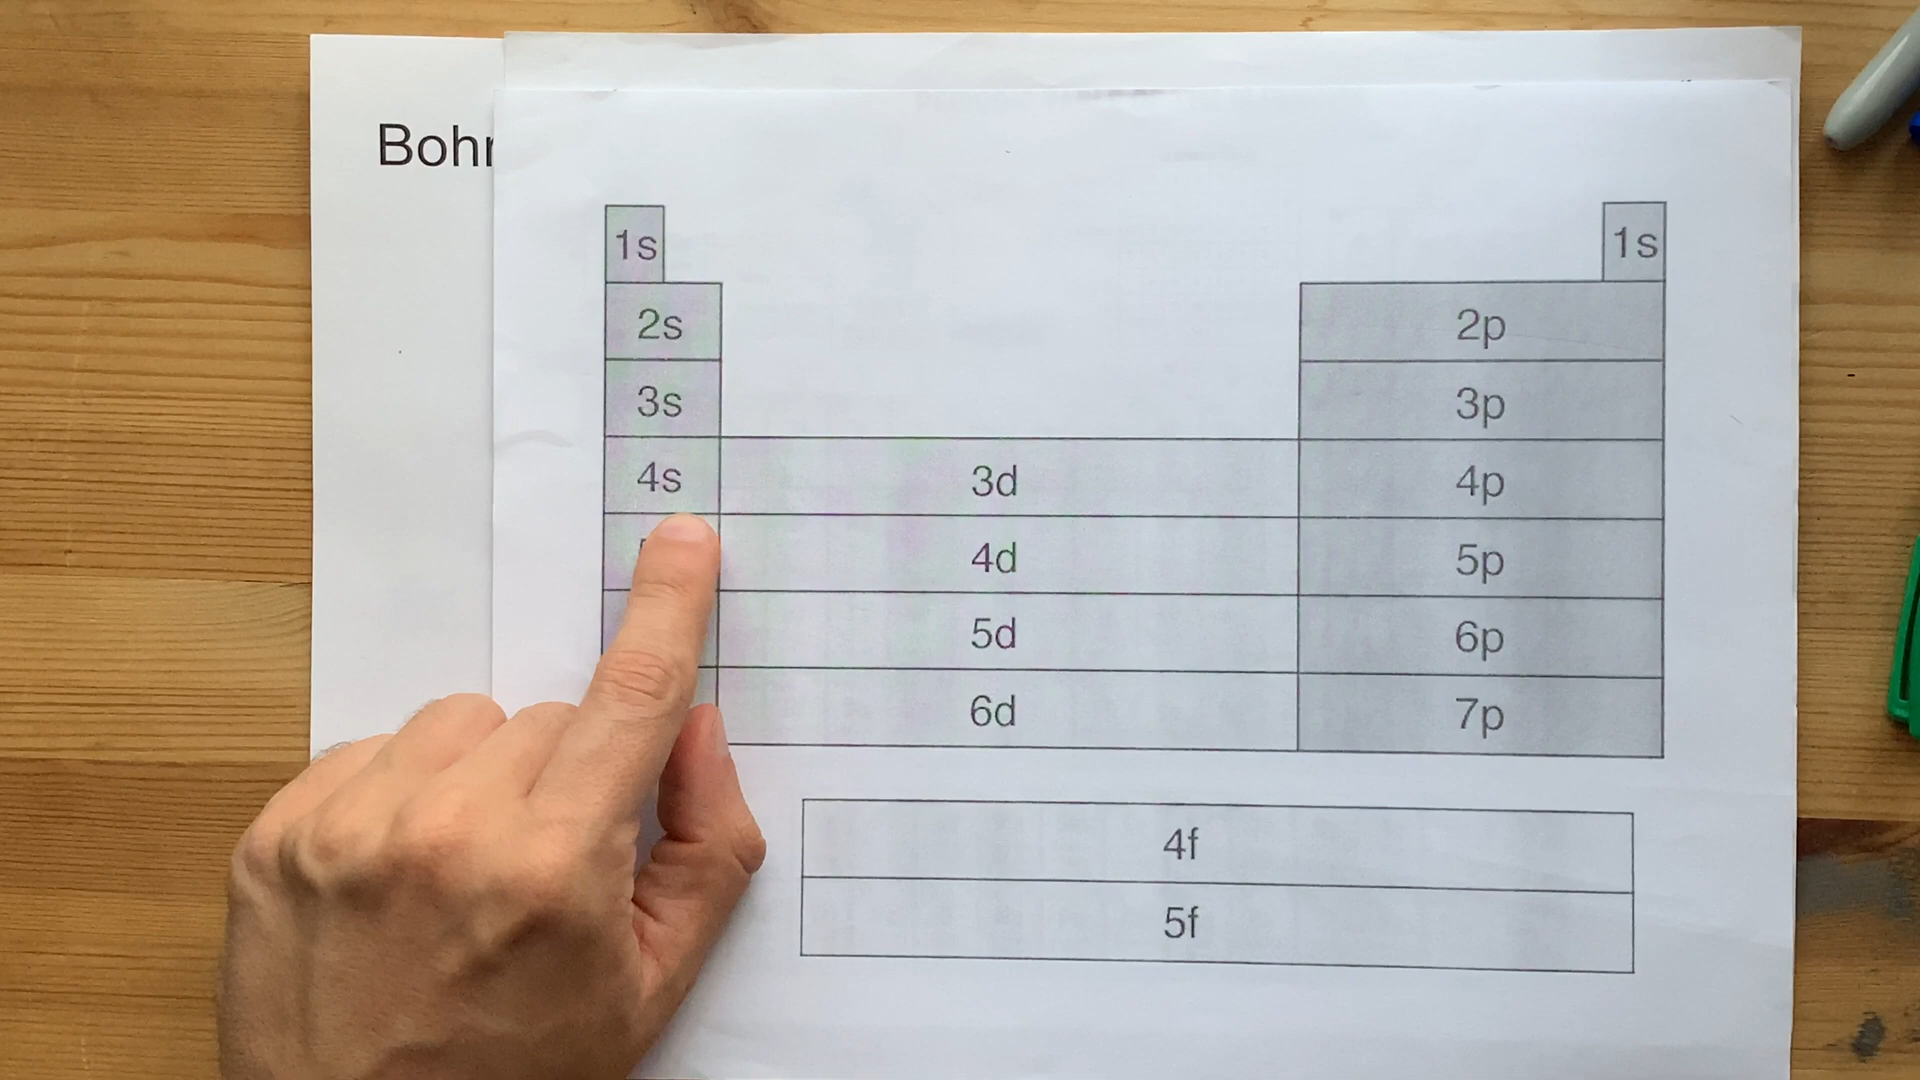 Bohr
1s 1s
2s 2p
3s 3p
4s 3d 4p
4d 5p
5d 6p
6d 7p
4f
5f